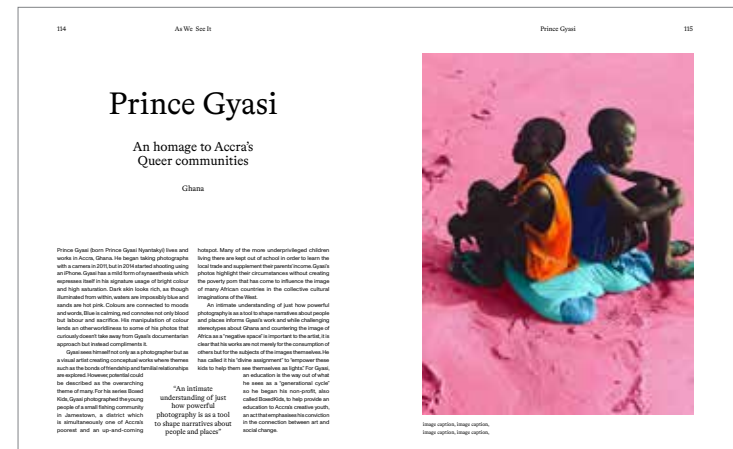 114
As We See It
Prince Gyasi
115
Prince Gyasi
An homage to Accra's
Queer communities
Ghana
Prince Gyasi (born Prince Gyasi Nyantakyi) lives and
works in Accra, Ghana. He began taking photographs
with a camera in 2011, but in 2014 started shooting using
an iPhone. Gyasi has a mild form of synaesthesia which
expresses itself in his signature usage of bright colour
and high saturation. Dark skin looks rich, as though
illuminated from within, waters are impossibly blue and
sands are hot pink. Colours are connected to moods
and words, Blue is calming, red connotes not only blood
but labour and sacrifice. His manipulation of colour
lends an otherworldliness to some of his photos that
curiously doesn't take away from Gyasi's documentarian
approach but instead compliments it.
Gyasi sees himself not only as a photographer but as
a visual artist creating conceptual works where themes
such as the bonds of friendship and familial relationships
are explored. However, potential could
be described as the overarching
theme of many. For his series Boxed
Kids, Gyasi photographed the young
people of a small fishing community
in Jamestown, a district which
is simultaneously one of Accra's
poorest and an up-and-coming
"An intimate
understanding of just
how powerful
photography is as a tool
to shape narratives about
people and places"
hotspot. Many of the more underprivileged children
living there are kept out of school in order to learn the
local trade and supplement their parents' income. Gyasi's
photos highlight their circumstances without creating
the poverty porn that has come to influence the image
of many African countries in the collective cultural
imaginations of the West.
An intimate understanding of just how powerful
photography is as a tool to shape narratives about people
and places informs Gyasi's work and while challenging
stereotypes about Ghana and countering the image of
Africa as a "negative space" is important to the artist, it is
clear that his works are not merely for the consumption of
others but for the subjects of the images themselves. He
has called it his "divine assignment" to "empower these
kids to help them see themselves as lights." For Gyasi,
an education is the way out of what
he sees as a "generational cycle"
so he began his non-profit, also
called BoxedKids, to help provide an
education to Accra's creative youth,
an act that emphasises his conviction
in the connection between art and
social change.
image caption, image caption,
image caption, image caption,